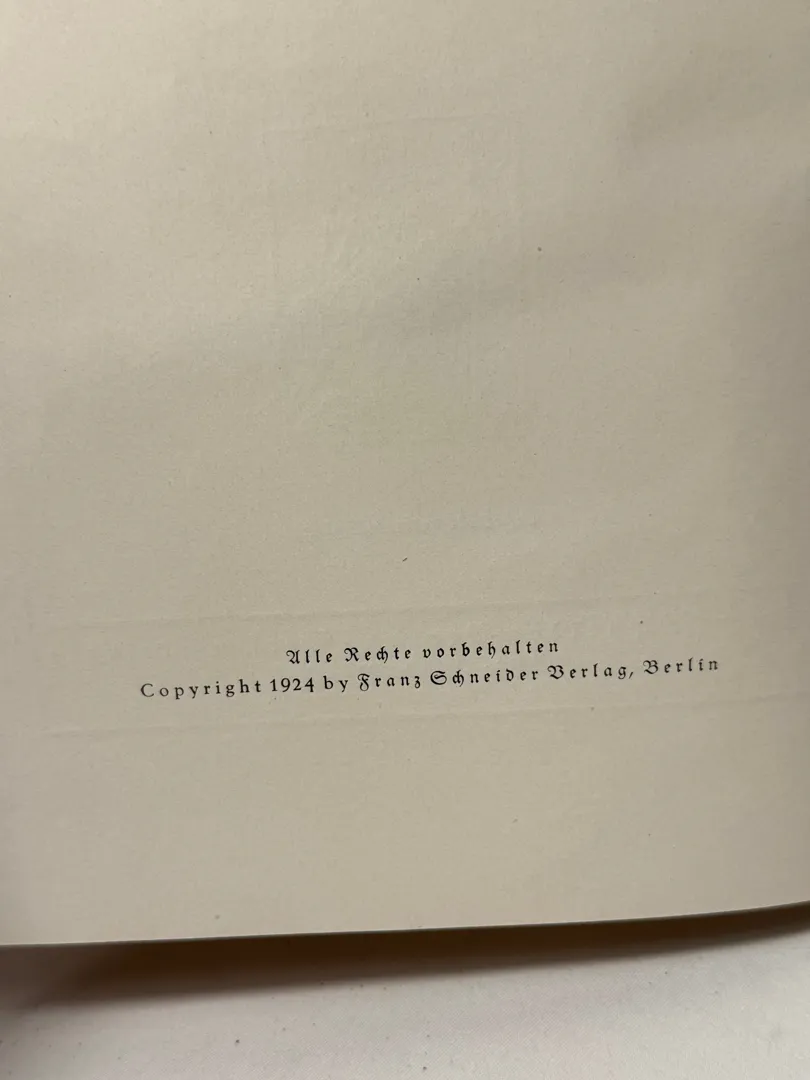 Alle Rechte vorbehalten
Copyright 1924 by Franz Schneider Verlag, Berlin